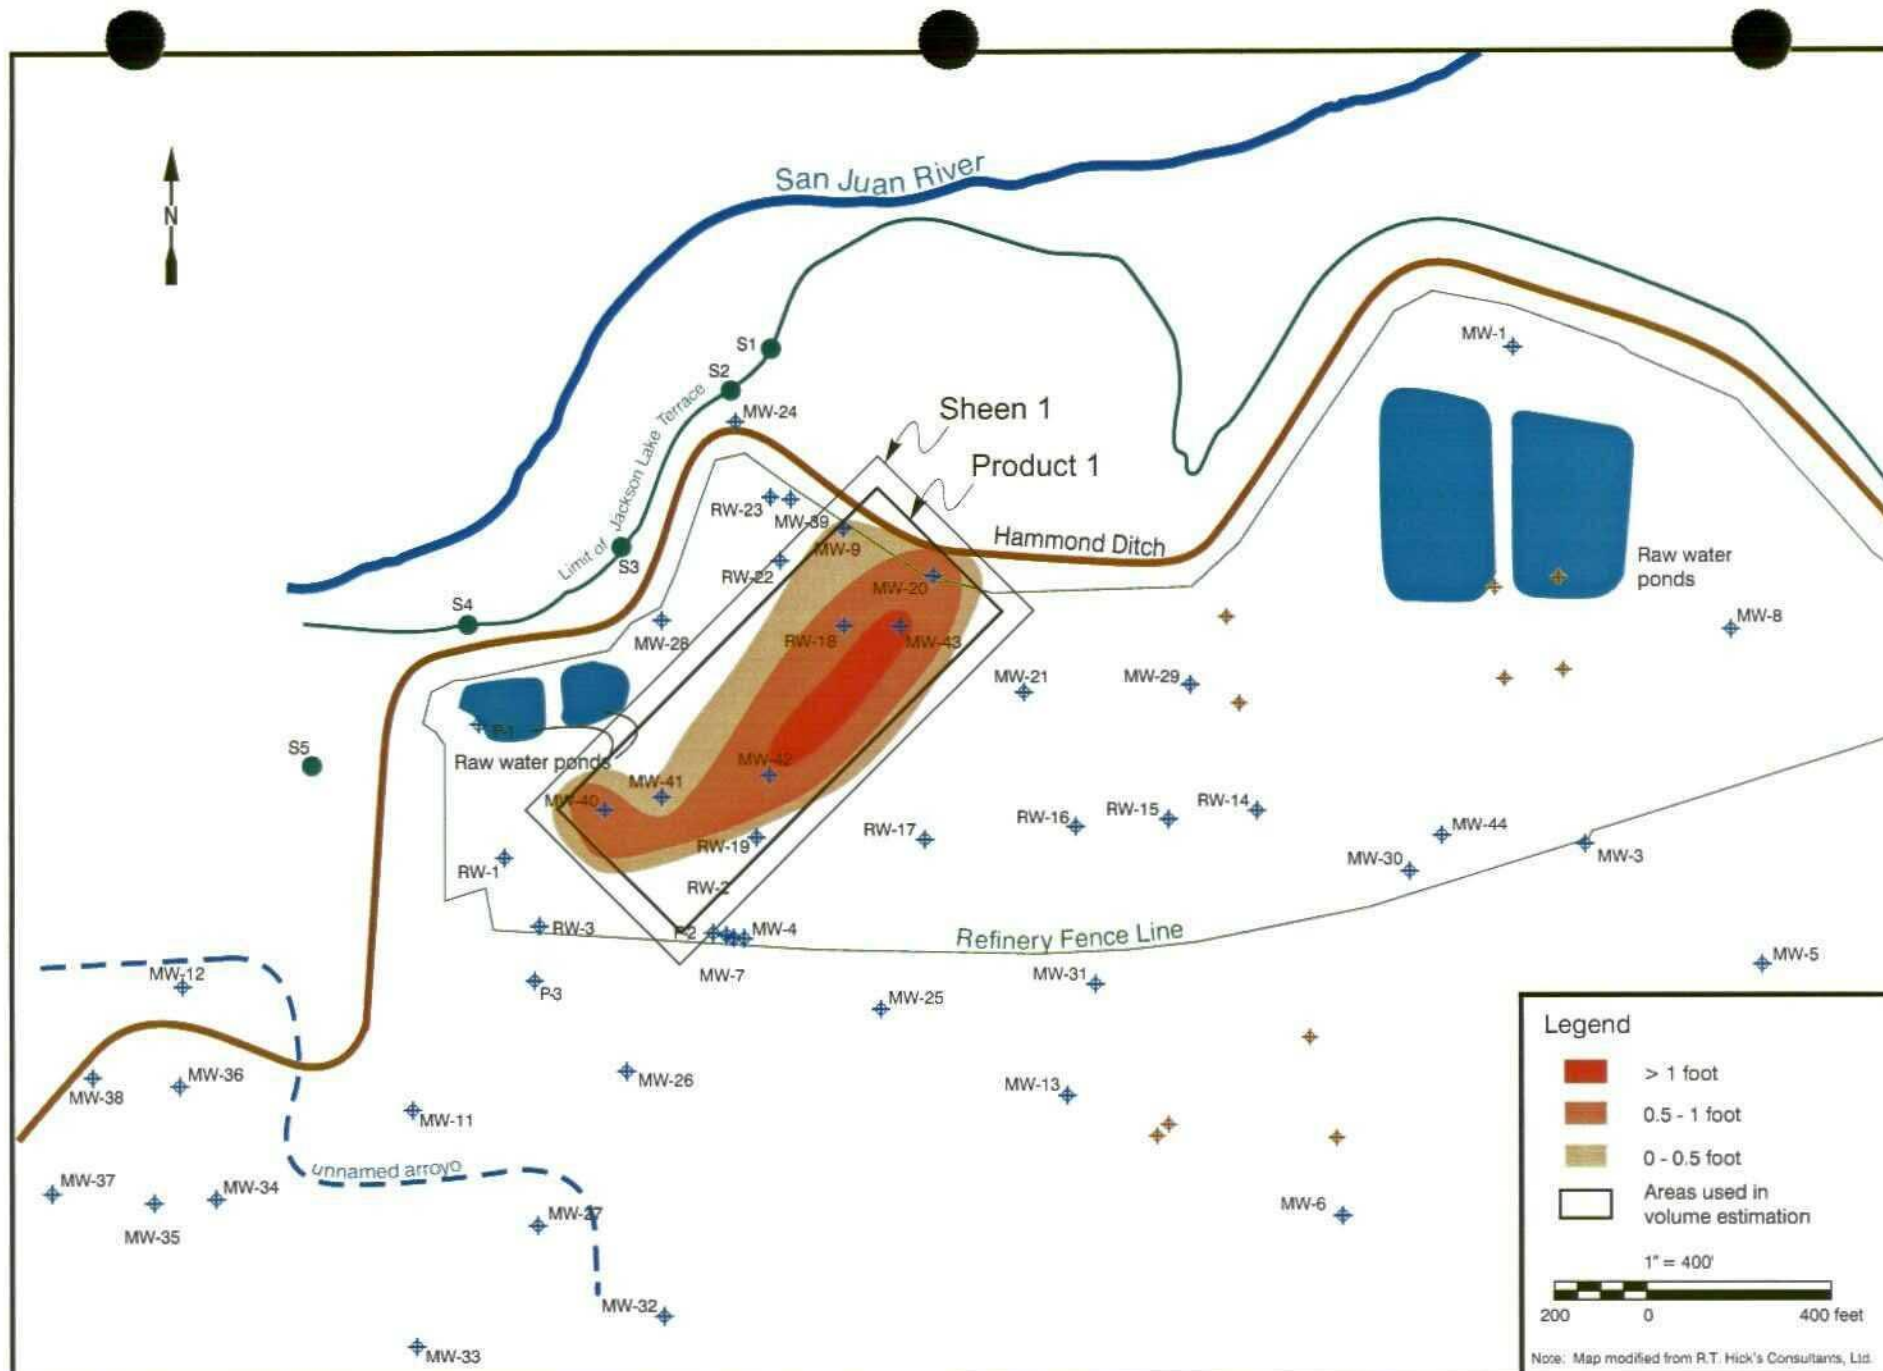 San Juan River
N
MW-1
S1
S2
MW-24
Limit of Jackson Lake Terrace
Sheen 1
Product 1
RW-23
MW-39
MW-9
Hammond Ditch
Raw water
ponds
RW-22
MW-20
S3
S4
MW-28
RW-18
MW-43
MW-8
MW-21
MW-29
P-1
S5
Raw water ponds
MW-42
MW-41
MW-40
RW-19
RW-17
RW-16
RW-15
RW-14
MW-44
MW-30
MW-3
RW-1
RW-2
RW-3
P-2
MW-4
Refinery Fence Line
MW-7
MW-5
MW-12
P-3
MW-25
MW-31
MW-38
MW-36
MW-26
MW-13
MW-11
unnamed arroyo
MW-37
MW-34
MW-35
MW-27
MW-6
MW-32
MW-33
Legend
> 1 foot
0.5 - 1 foot
0 - 0.5 foot
Areas used in
volume estimation
1" = 400'
200 0 400 feet
Note: Map modified from R.T. Hick's Consultants, Ltd.